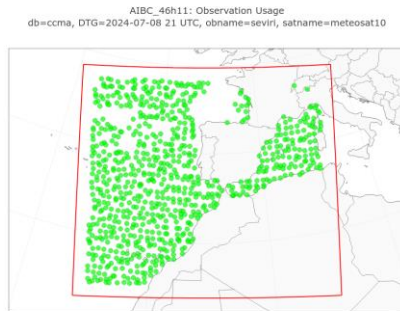 AIBC_46h11: Observation Usage
db=ccma, DTG=2024-07-08 21 UTC, obname=seviri, satname=meteosat10